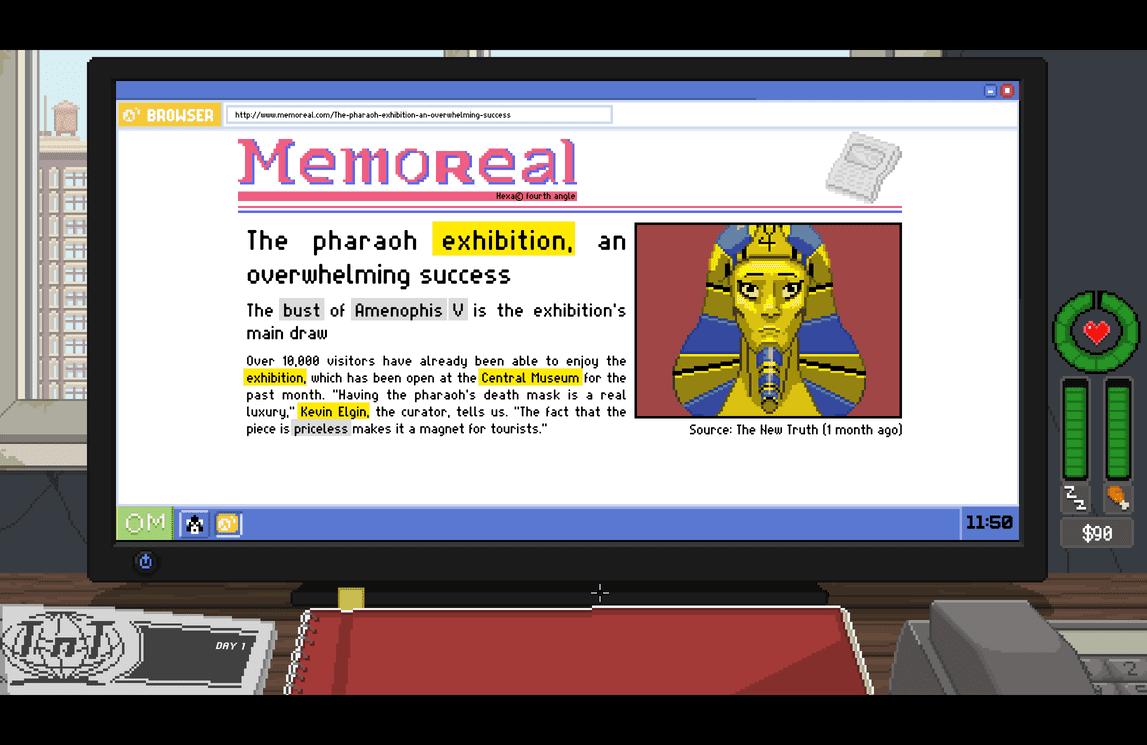 BROWSER
http://www.memoreal.com/The-pharaoh-exhibition-an-overwhelming-success
Memoreal
Hexa© fourth angle
The pharaoh exhibition, an
overwhelming success
The bust of Amenophis V is the exhibition's
main draw
Over 10,000 visitors have already been able to enjoy the
exhibition, which has been open at the Central Museum for the
past month. "Having the pharaoh's death mask is a real
luxury," Kevin Elgin, the curator, tells us. "The fact that the
piece is priceless makes it a magnet for tourists."
Source: The New Truth (1 month ago)
OM
11:50
zzz
$90
TnT
DAY 1
2